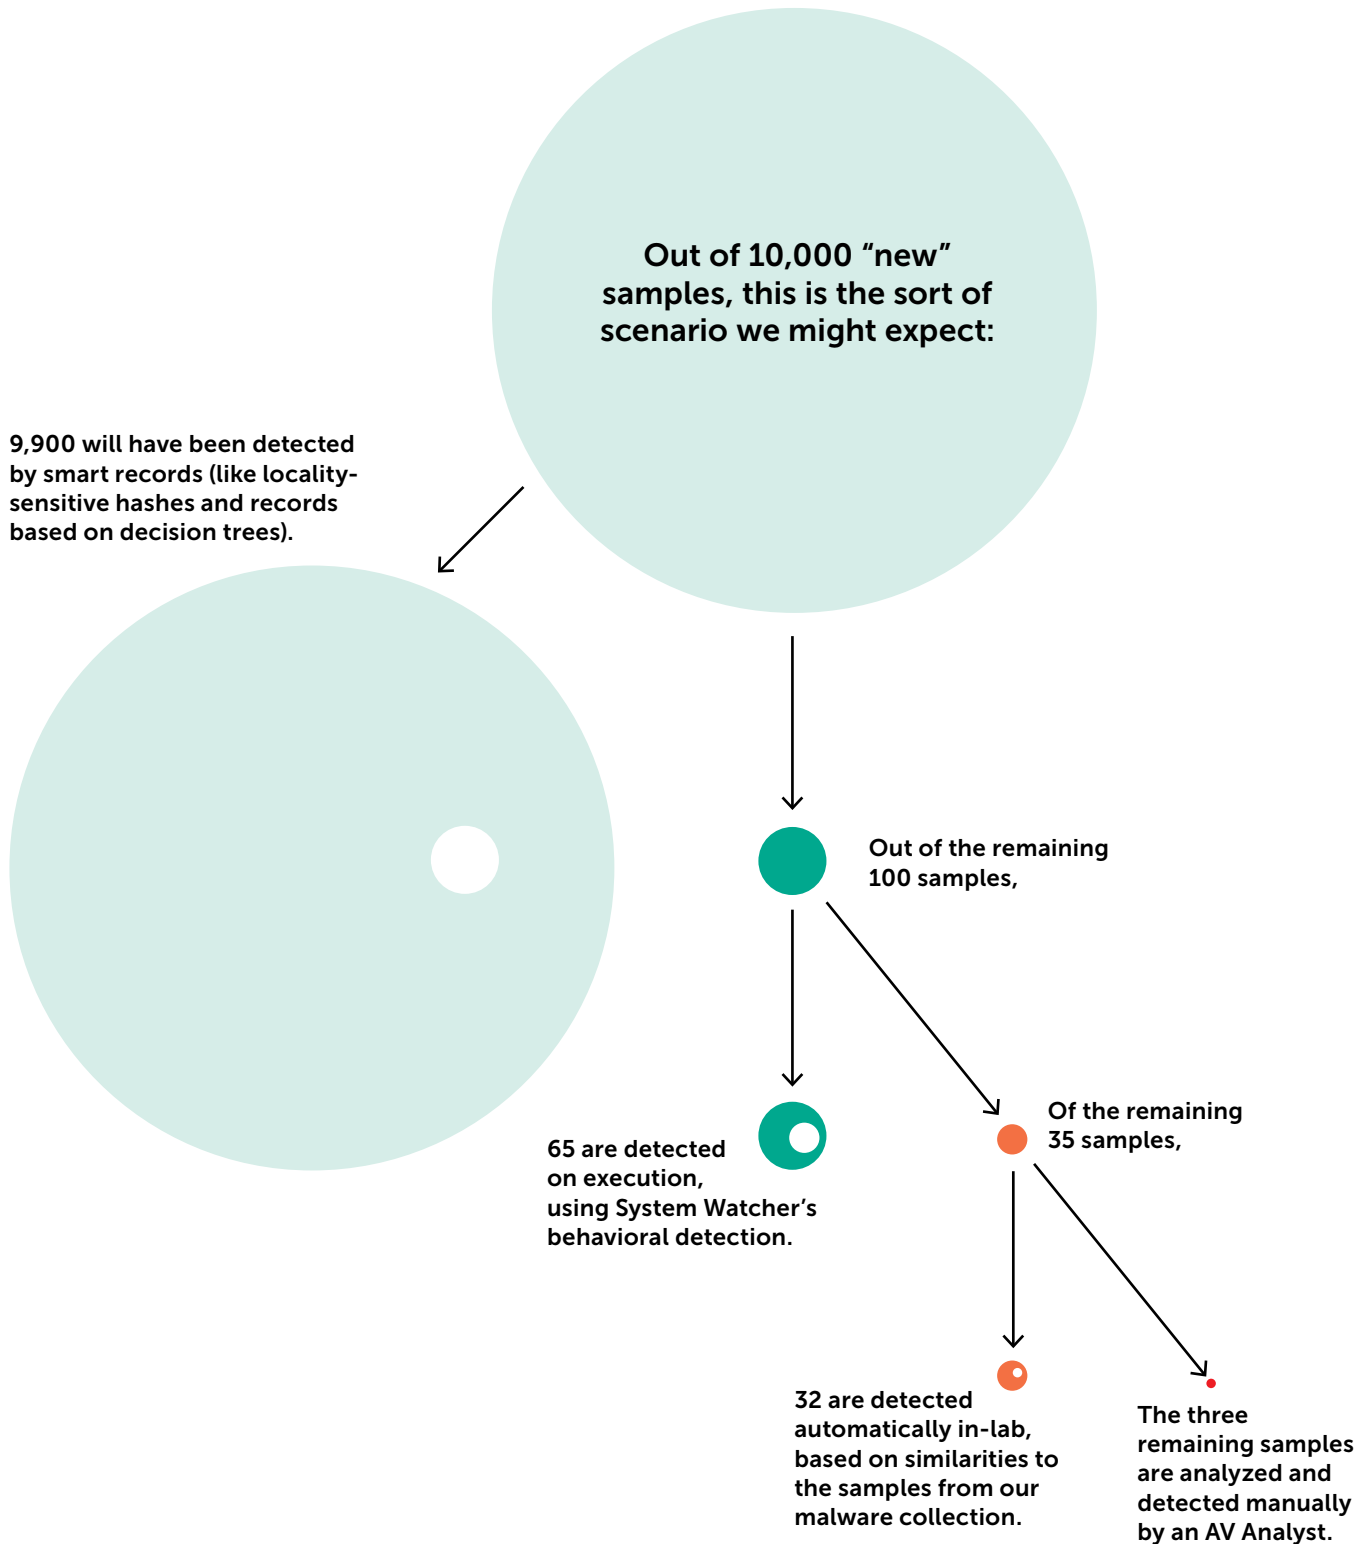 Out of 10,000 “new”
samples, this is the sort of
scenario we might expect:
9,900 will have been detected
by smart records (like locality-
sensitive hashes and records
based on decision trees).
Out of the remaining
100 samples,
65 are detected
on execution,
using System Watcher’s
behavioral detection.
Of the remaining
35 samples,
32 are detected
automatically in-lab,
based on similarities to
the samples from our
malware collection.
The three
remaining samples
are analyzed and
detected manually
by an AV Analyst.